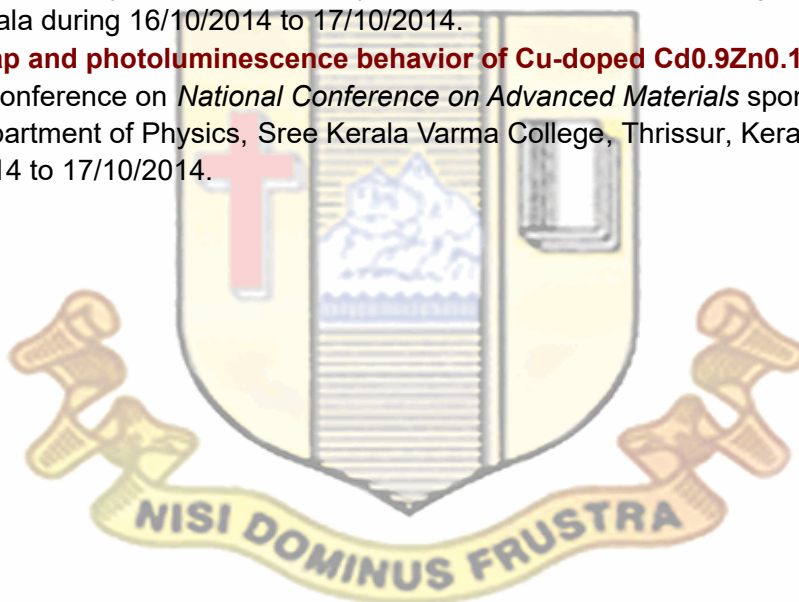 ala during 16/10/2014 to 17/10/2014.
ap and photoluminescence behavior of Cu-doped Cd0.9Zn0.1
onference on National Conference on Advanced Materials spon
partment of Physics, Sree Kerala Varma College, Thrissur, Kera
14 to 17/10/2014.
NISI DOMINUS FRUSTRA